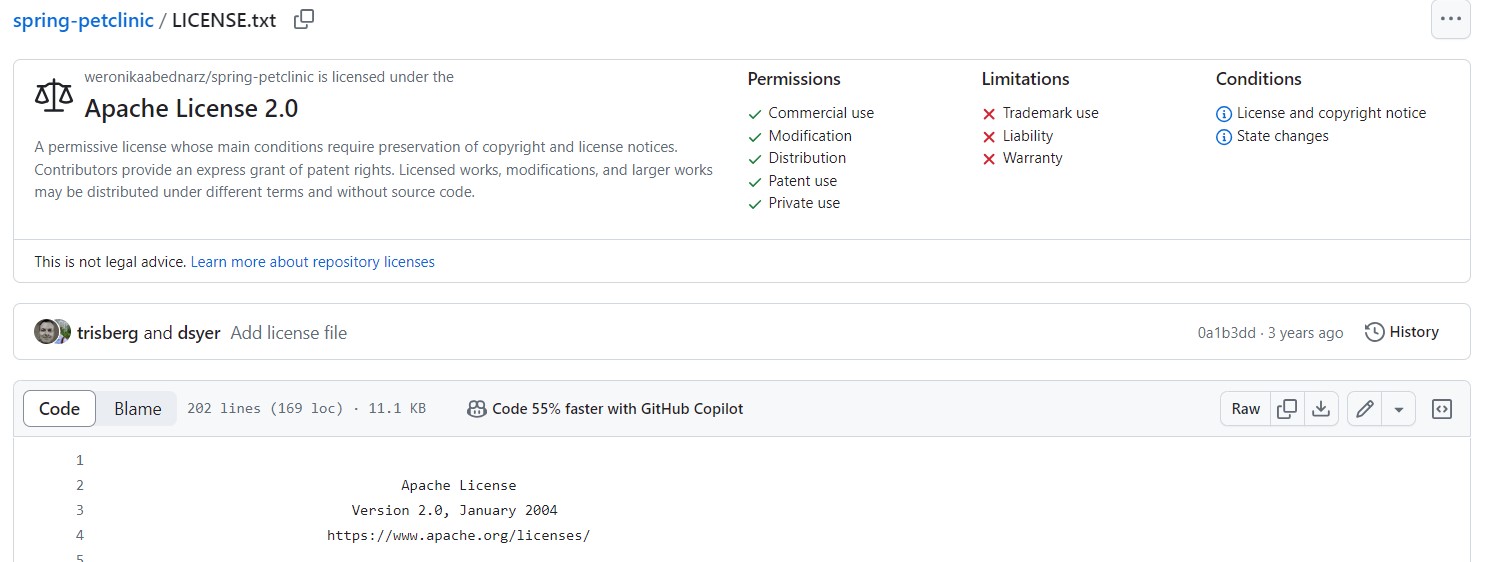 spring-petclinic / LICENSE.txt
weronikaabednarz/spring-petclinic is licensed under the
Apache License 2.0
A permissive license whose main conditions require preservation of copyright and license notices.
Contributors provide an express grant of patent rights. Licensed works, modifications, and larger works
may be distributed under different terms and without source code.
Permissions
Commercial use
Modification
Distribution
Patent use
Private use
Limitations
Trademark use
Liability
Warranty
Conditions
License and copyright notice
State changes
This is not legal advice. Learn more about repository licenses
trisberg and dsyer Add license file
0a1b3dd · 3 years ago
History
Code Blame 202 lines (169 loc) · 11.1 KB
Code 55% faster with GitHub Copilot
Raw
1
2 Apache License
3 Version 2.0, January 2004
4 https://www.apache.org/licenses/
5